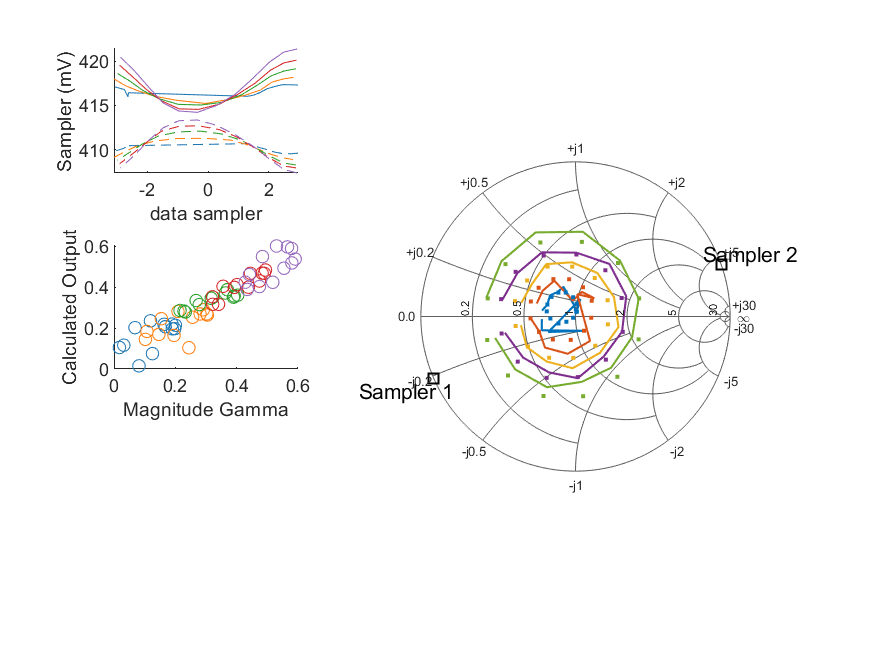 420
415
410
Sampler (mV)
-2 0 2
data sampler
0.6
0.4
0.2
0
Calculated Output
0 0.2 0.4 0.6
Magnitude Gamma
+j1
+j0.5 +j2
+j0.2 +j5
Sampler 2
0.0 0.2 0.5 1 2 5 30 +j30
∞
-j30
-j0.2 -j5
Sampler 1
-j0.5 -j2
-j1